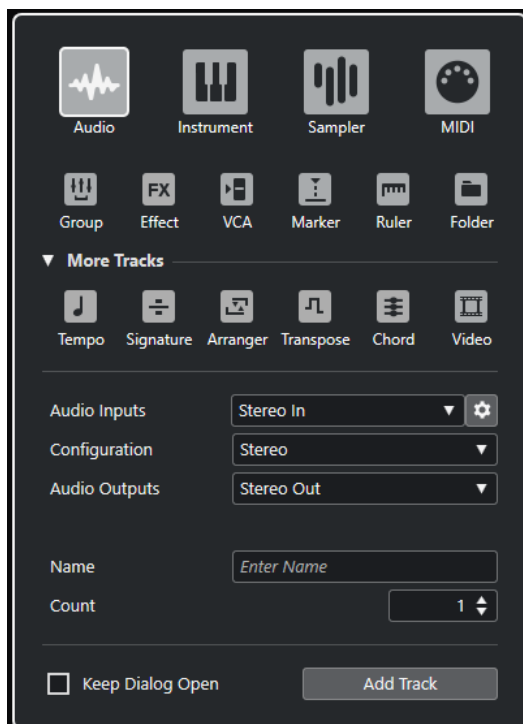 Audio Instrument Sampler MIDI
FX
Group Effect VCA Marker Ruler Folder
More Tracks
Tempo Signature Arranger Transpose Chord Video
Audio Inputs Stereo In
Configuration Stereo
Audio Outputs Stereo Out
Name Enter Name
Count 1
Keep Dialog Open Add Track